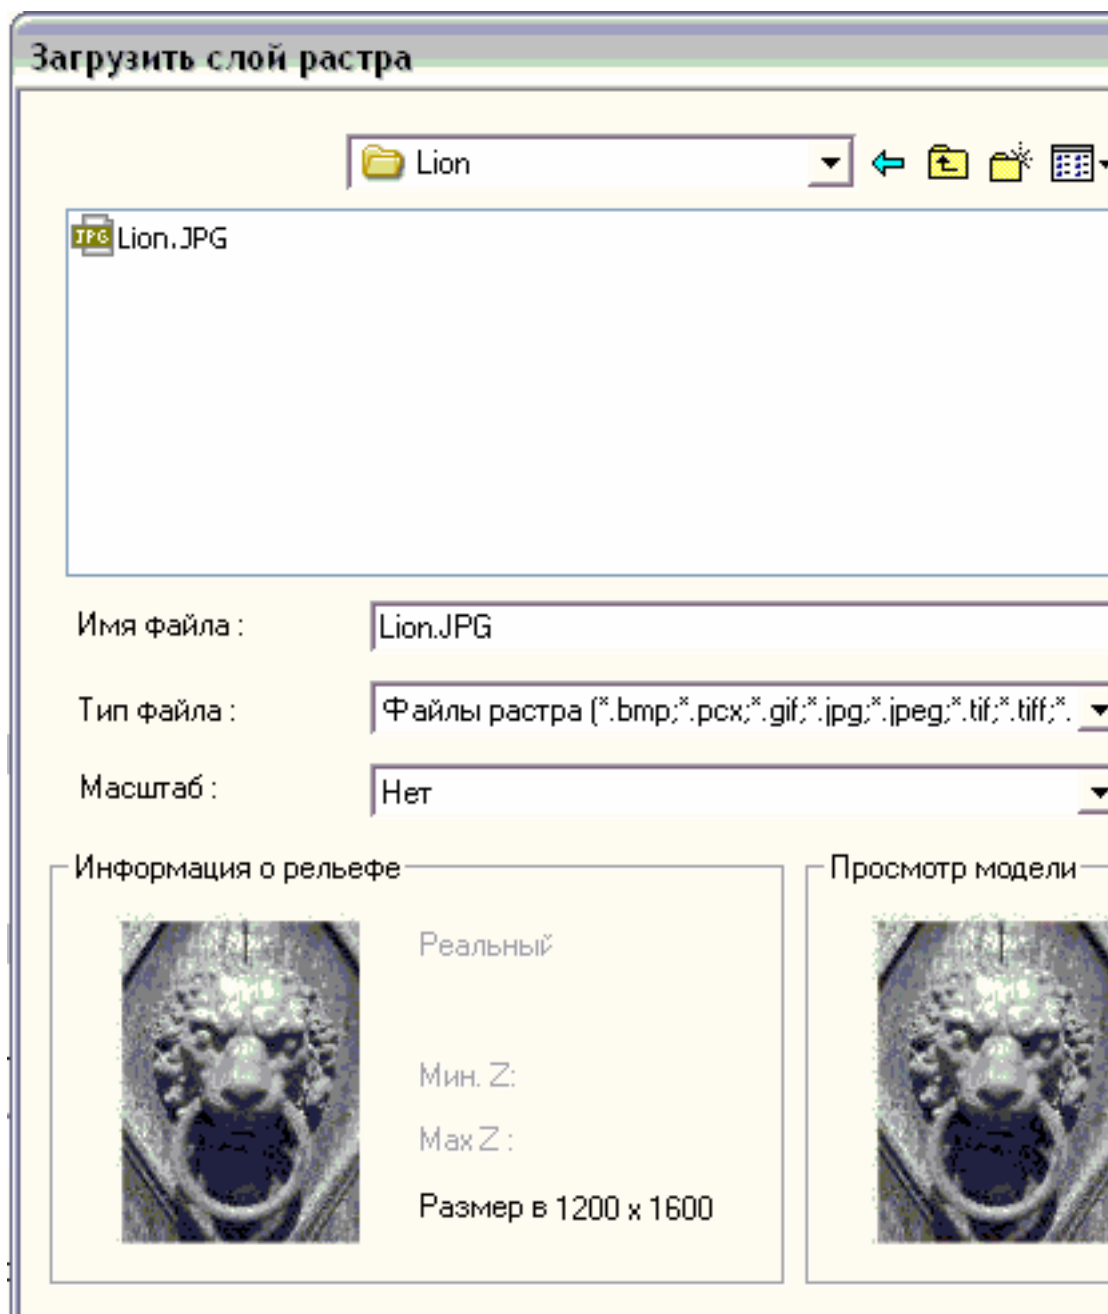 Загрузить слой растра
Lion
JPG Lion.JPG
Имя файла : Lion.JPG
Тип файла : Файлы растра (*.bmp;*.pcx;*.gif;*.jpg;*.jpeg;*.tif;*.tiff;*.
Масштаб : Нет
Информация о рельефе
Просмотр модели
Реальный
Мин. Z:
Max Z :
Размер в 1200 x 1600